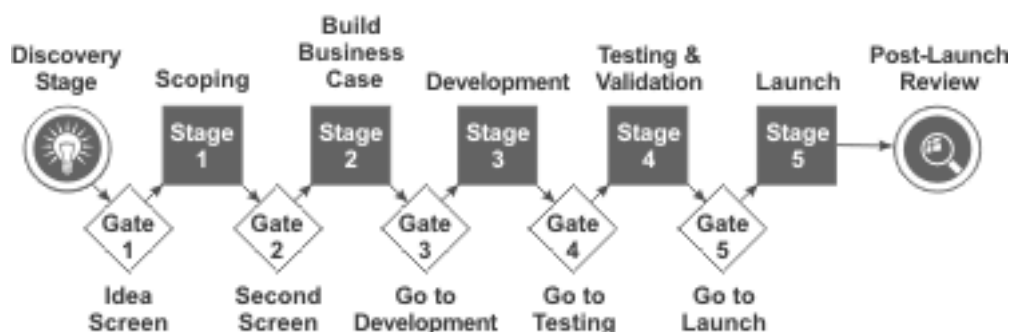 Discovery
Stage
Scoping
Build
Business
Case
Development
Testing &
Validation
Launch
Post-Launch
Review
Stage
1
Stage
2
Stage
3
Stage
4
Stage
5
Gate
1
Gate
2
Gate
3
Gate
4
Gate
5
Idea
Screen
Second
Screen
Go to
Development
Go to
Testing
Go to
Launch